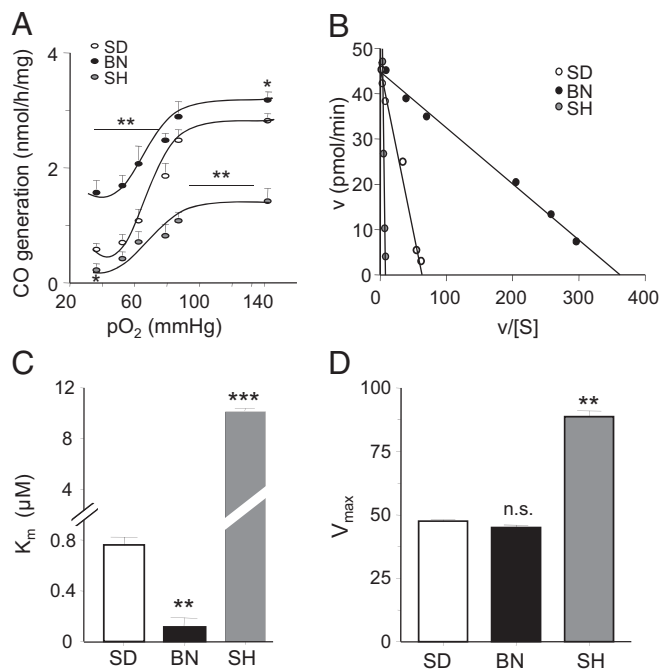 A
SD
BN
SH
**
*
**
*
4
2
0
20
60
100
140
CO generation (nmol/h/mg)
pO₂ (mmHg)
B
SD
BN
SH
50
40
30
20
10
0
0
100
200
300
400
v (pmol/min)
v/[S]
C
12
8
4
0.8
0.4
0
Kₘ (µM)
**
***
SD
BN
SH
D
100
75
50
25
0
Vₘₐₓ
n.s.
**
SD
BN
SH